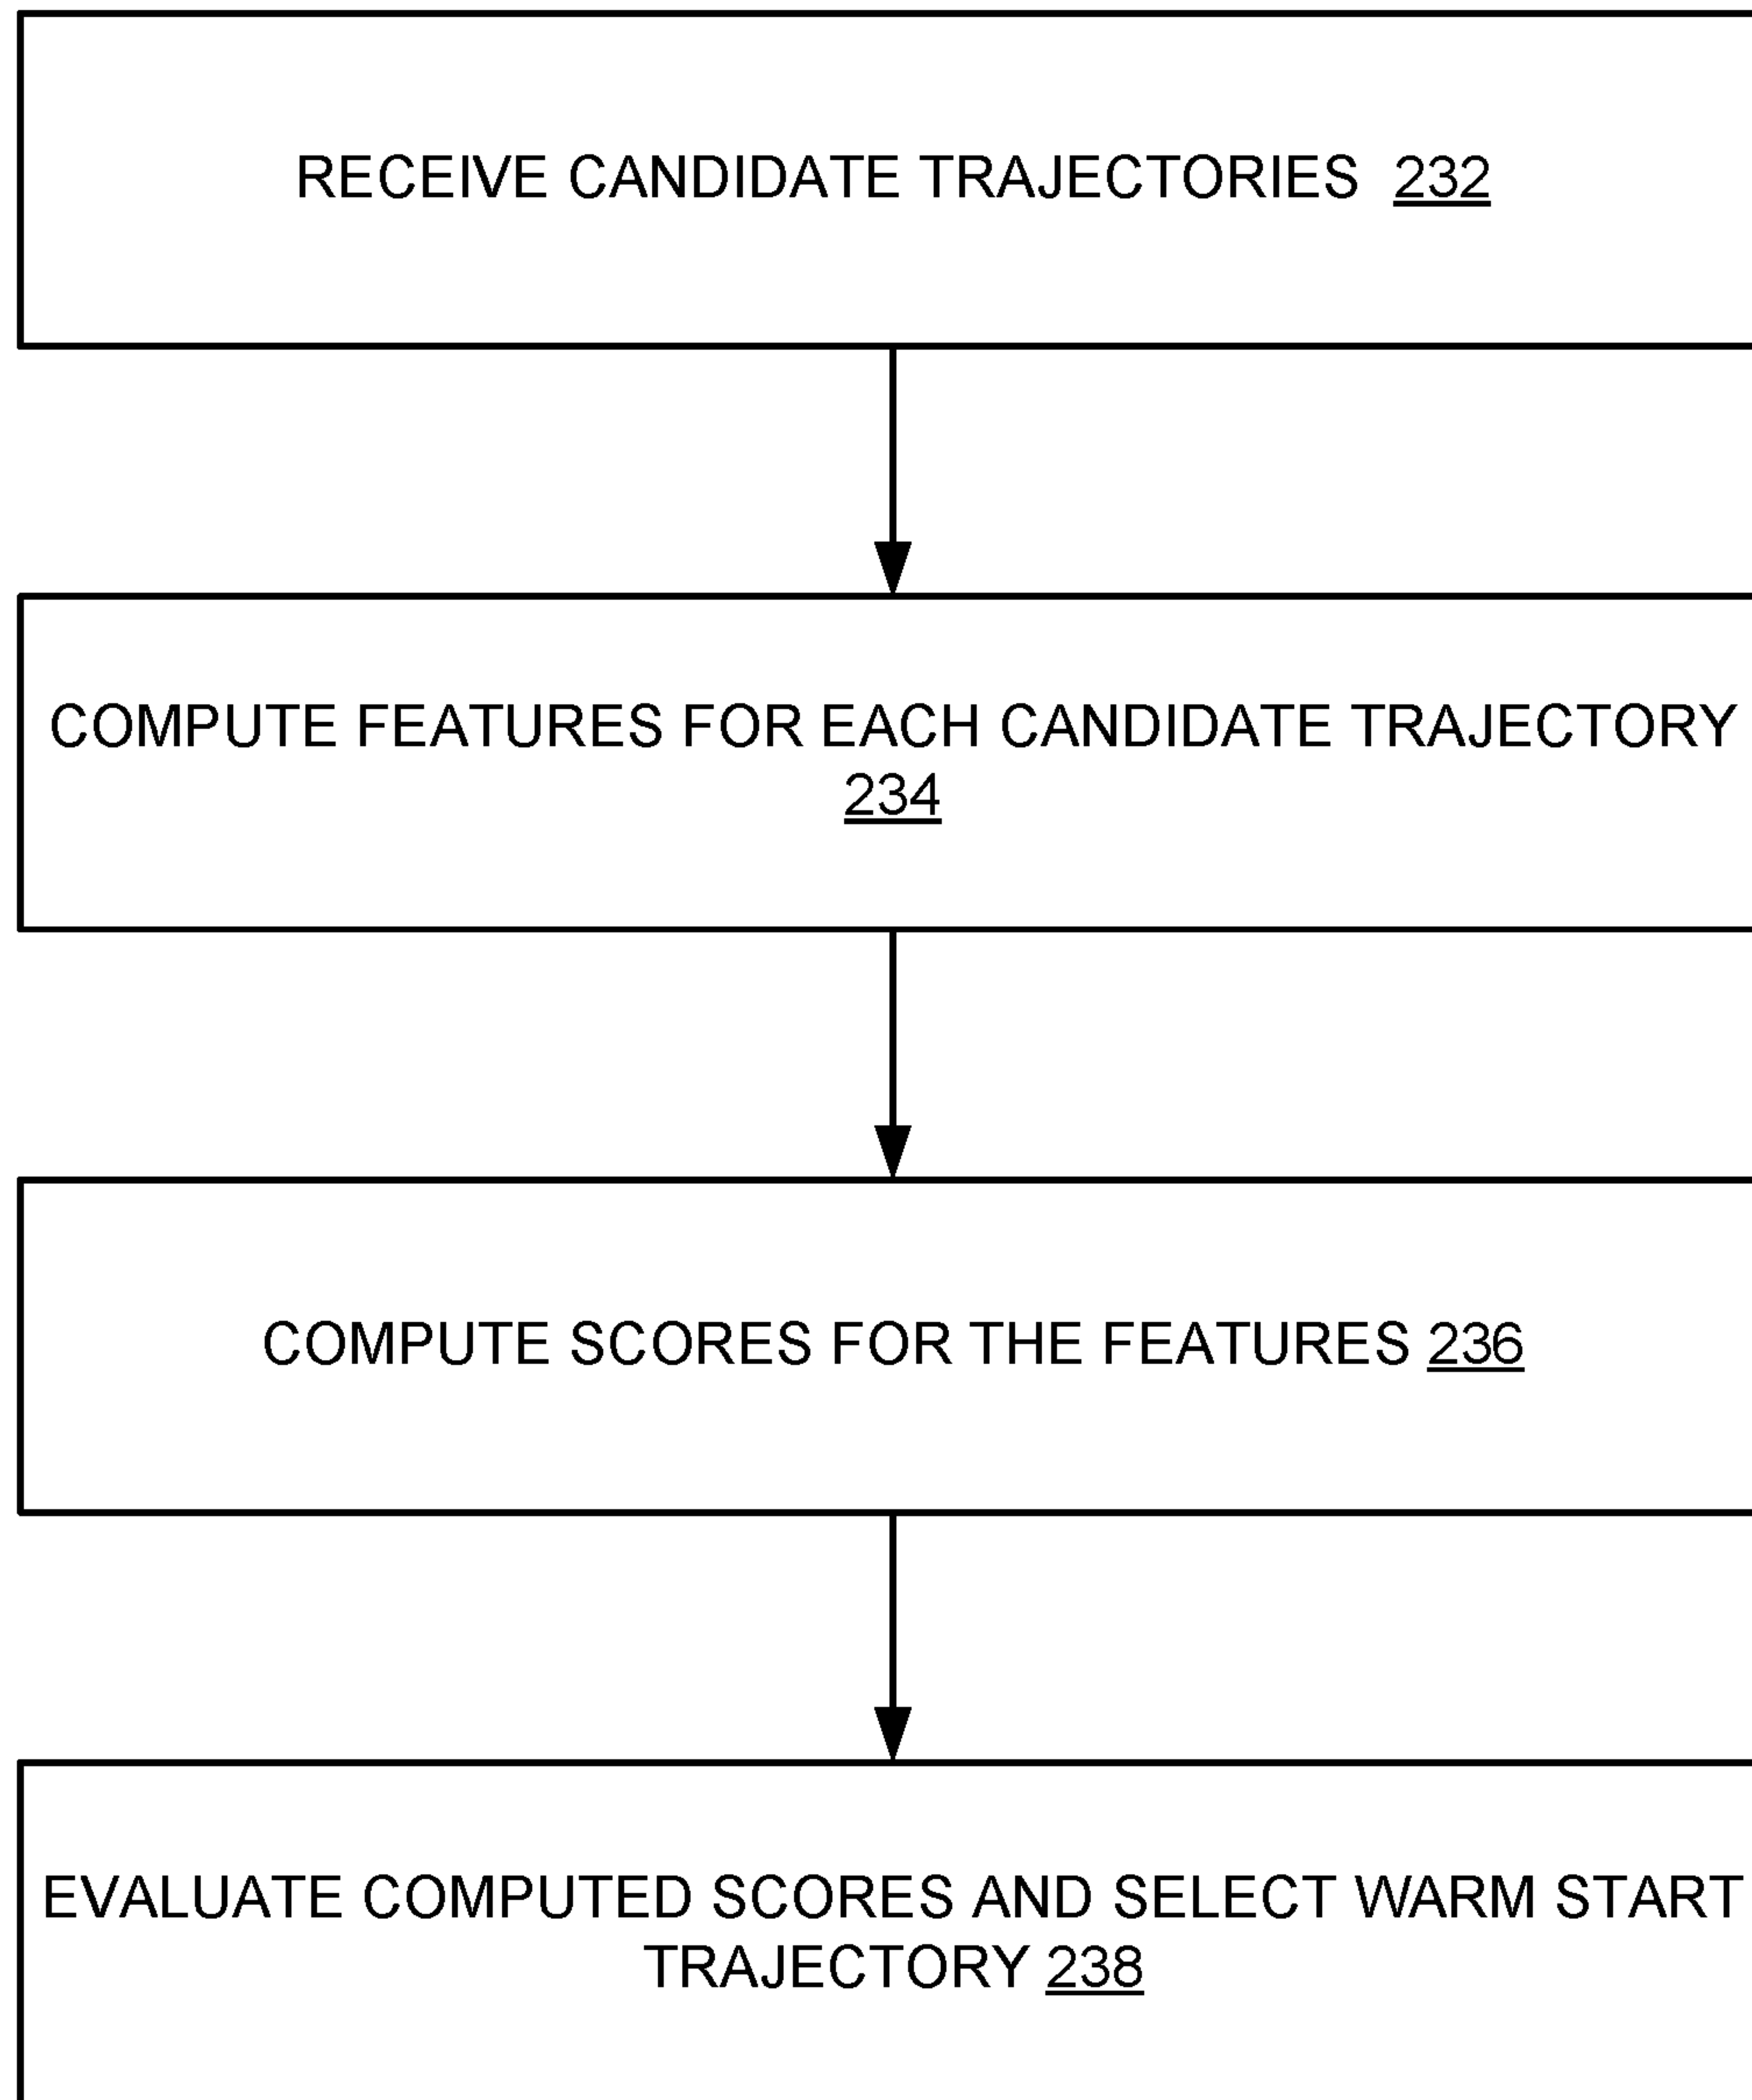 RECEIVE CANDIDATE TRAJECTORIES 232
COMPUTE FEATURES FOR EACH CANDIDATE TRAJECTORY
234
COMPUTE SCORES FOR THE FEATURES 236
EVALUATE COMPUTED SCORES AND SELECT WARM START
TRAJECTORY 238